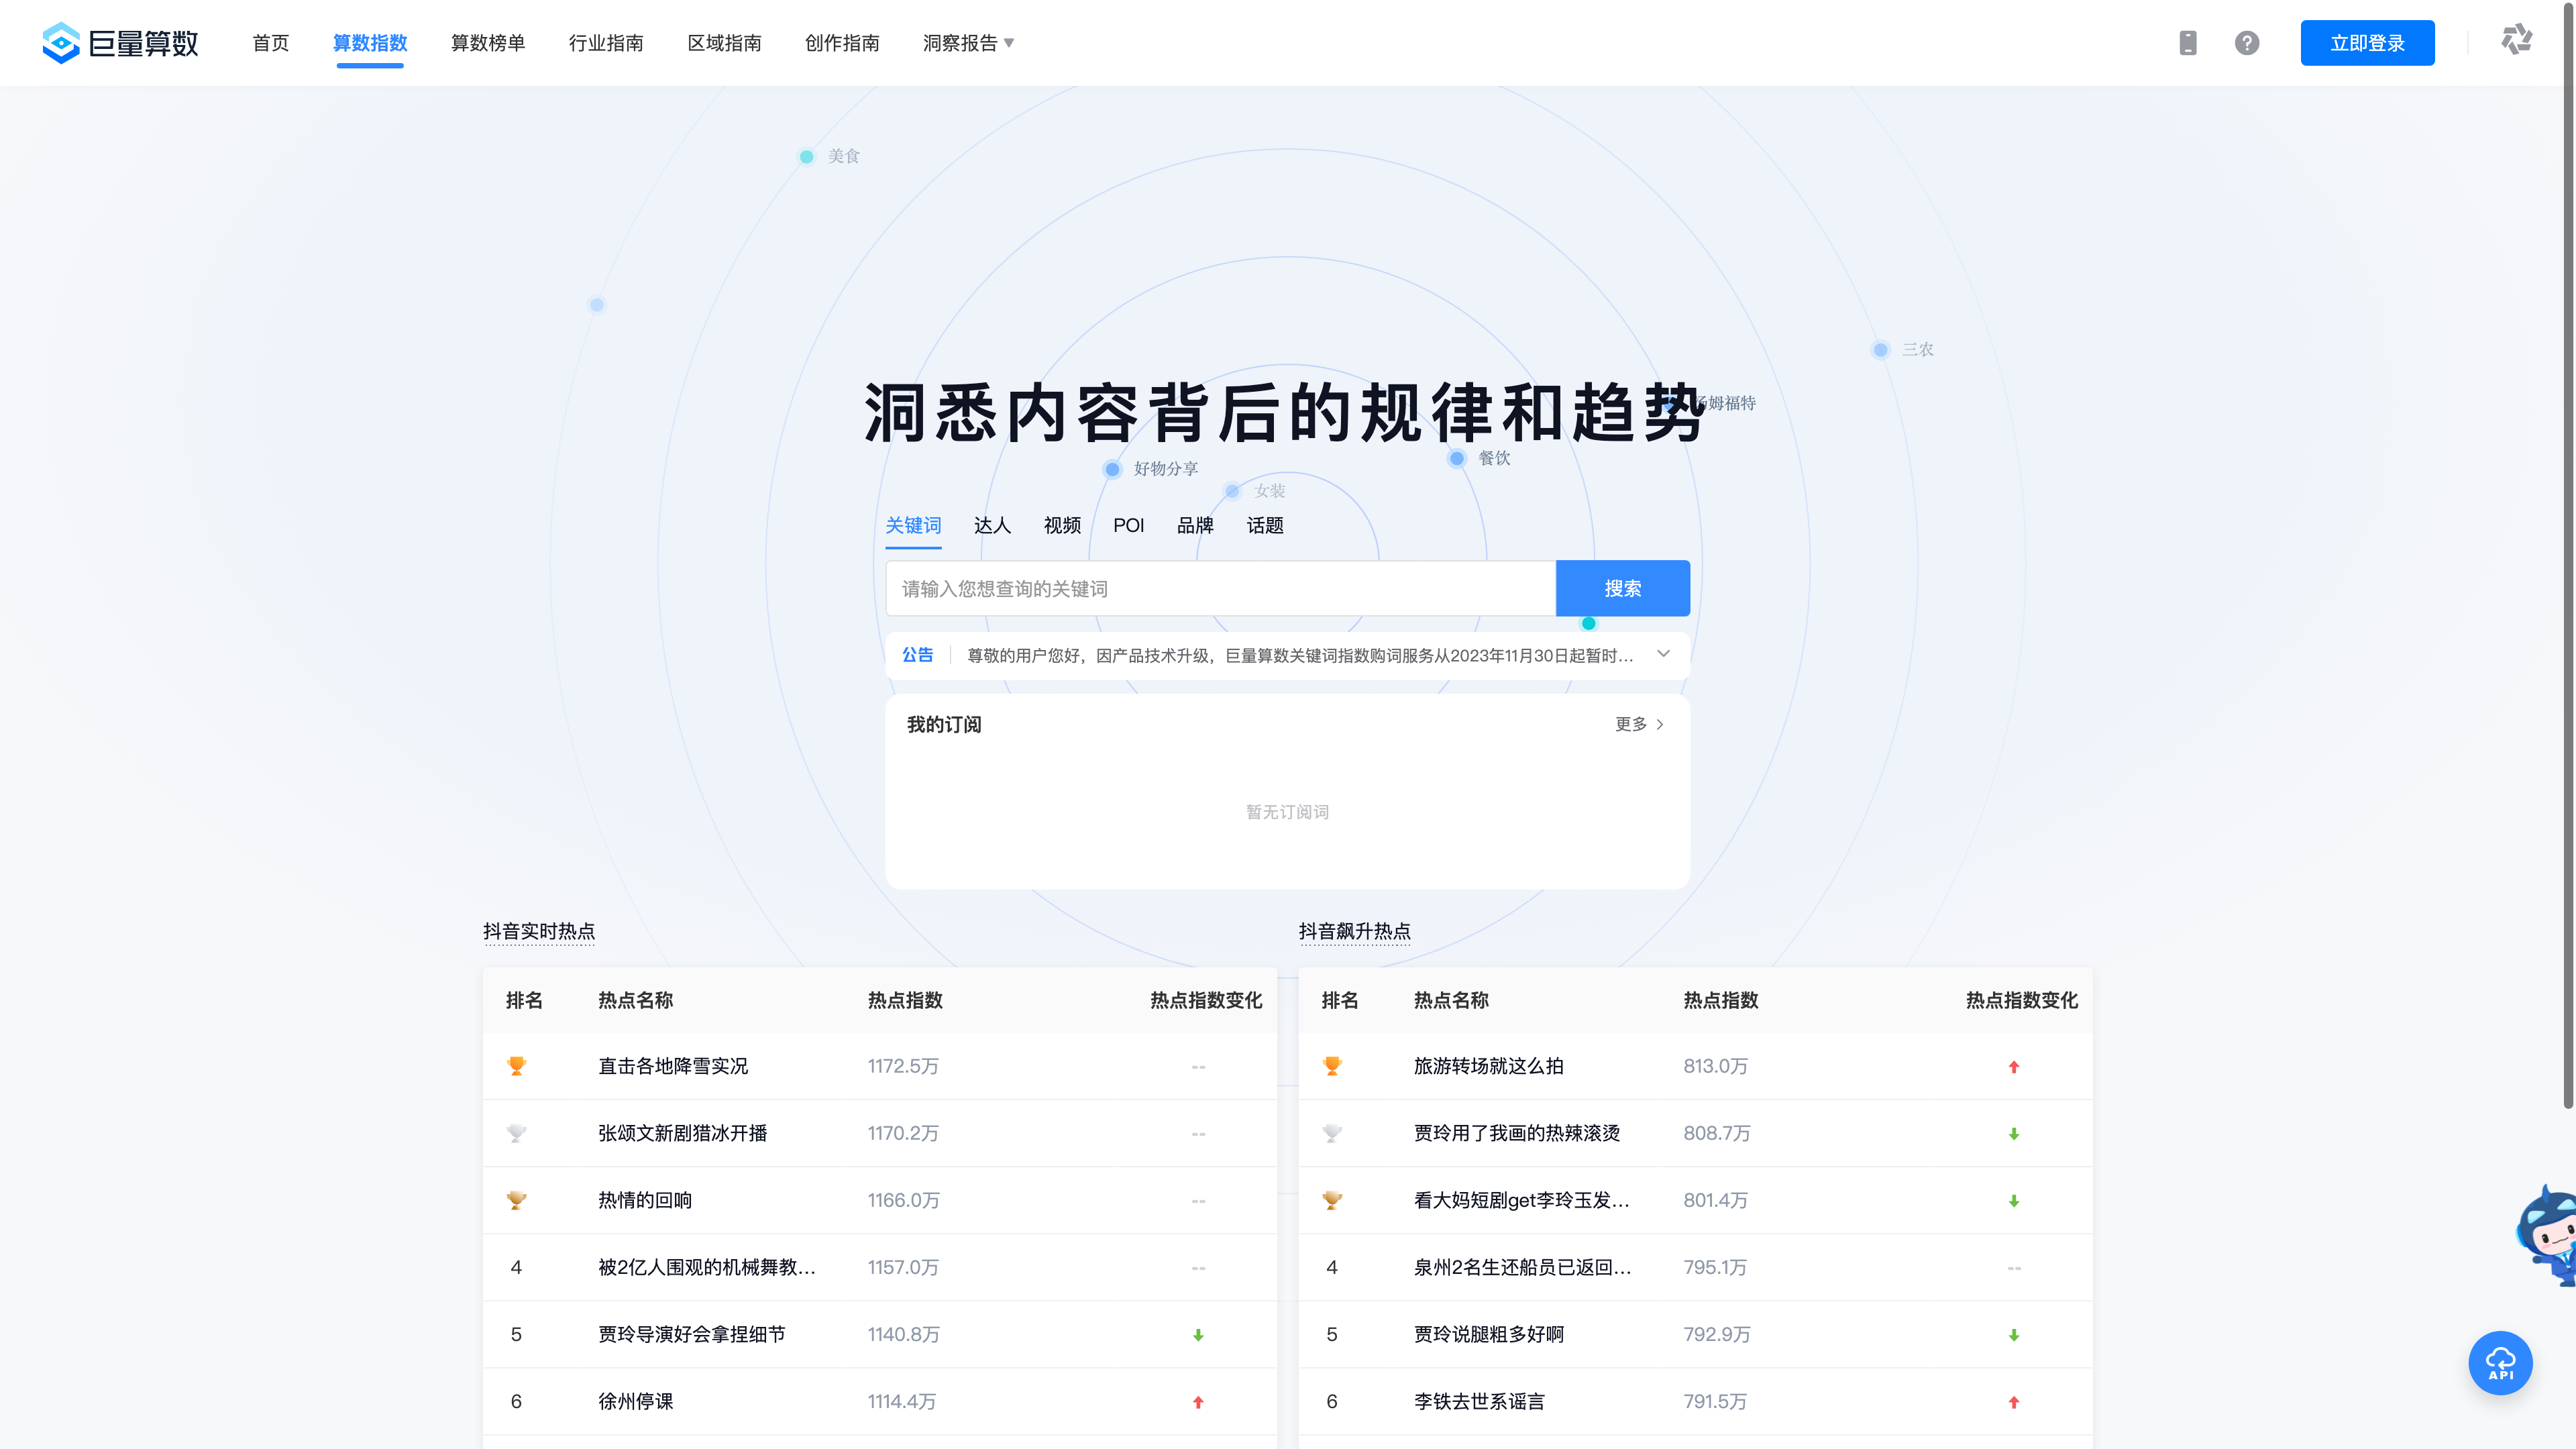 巨量算数
首页 算数指数 算数榜单 行业指南 区域指南 创作指南 洞察报告
立即登录
美食
三农
洞悉内容背后的规律和趋势
汤姆福特
好物分享
餐饮
女装
关键词 达人 视频 POI 品牌 话题
请输入您想查询的关键词
搜索
公告 尊敬的用户您好，因产品技术升级，巨量算数关键词指数购词服务从2023年11月30日起暂时...
我的订阅
更多
暂无订阅词
抖音实时热点
排名 热点名称 热点指数 热点指数变化
直击各地降雪实况 1172.5万 --
张颂文新剧猎冰开播 1170.2万 --
热情的回响 1166.0万 --
4 被2亿人围观的机械舞教... 1157.0万 --
5 贾玲导演好会拿捏细节 1140.8万
6 徐州停课 1114.4万
抖音飙升热点
排名 热点名称 热点指数 热点指数变化
旅游转场就这么拍 813.0万
贾玲用了我画的热辣滚烫 808.7万
看大妈短剧get李玲玉发... 801.4万
4 泉州2名生还船员已返回... 795.1万 --
5 贾玲说腿粗多好啊 792.9万
6 李铁去世系谣言 791.5万
API